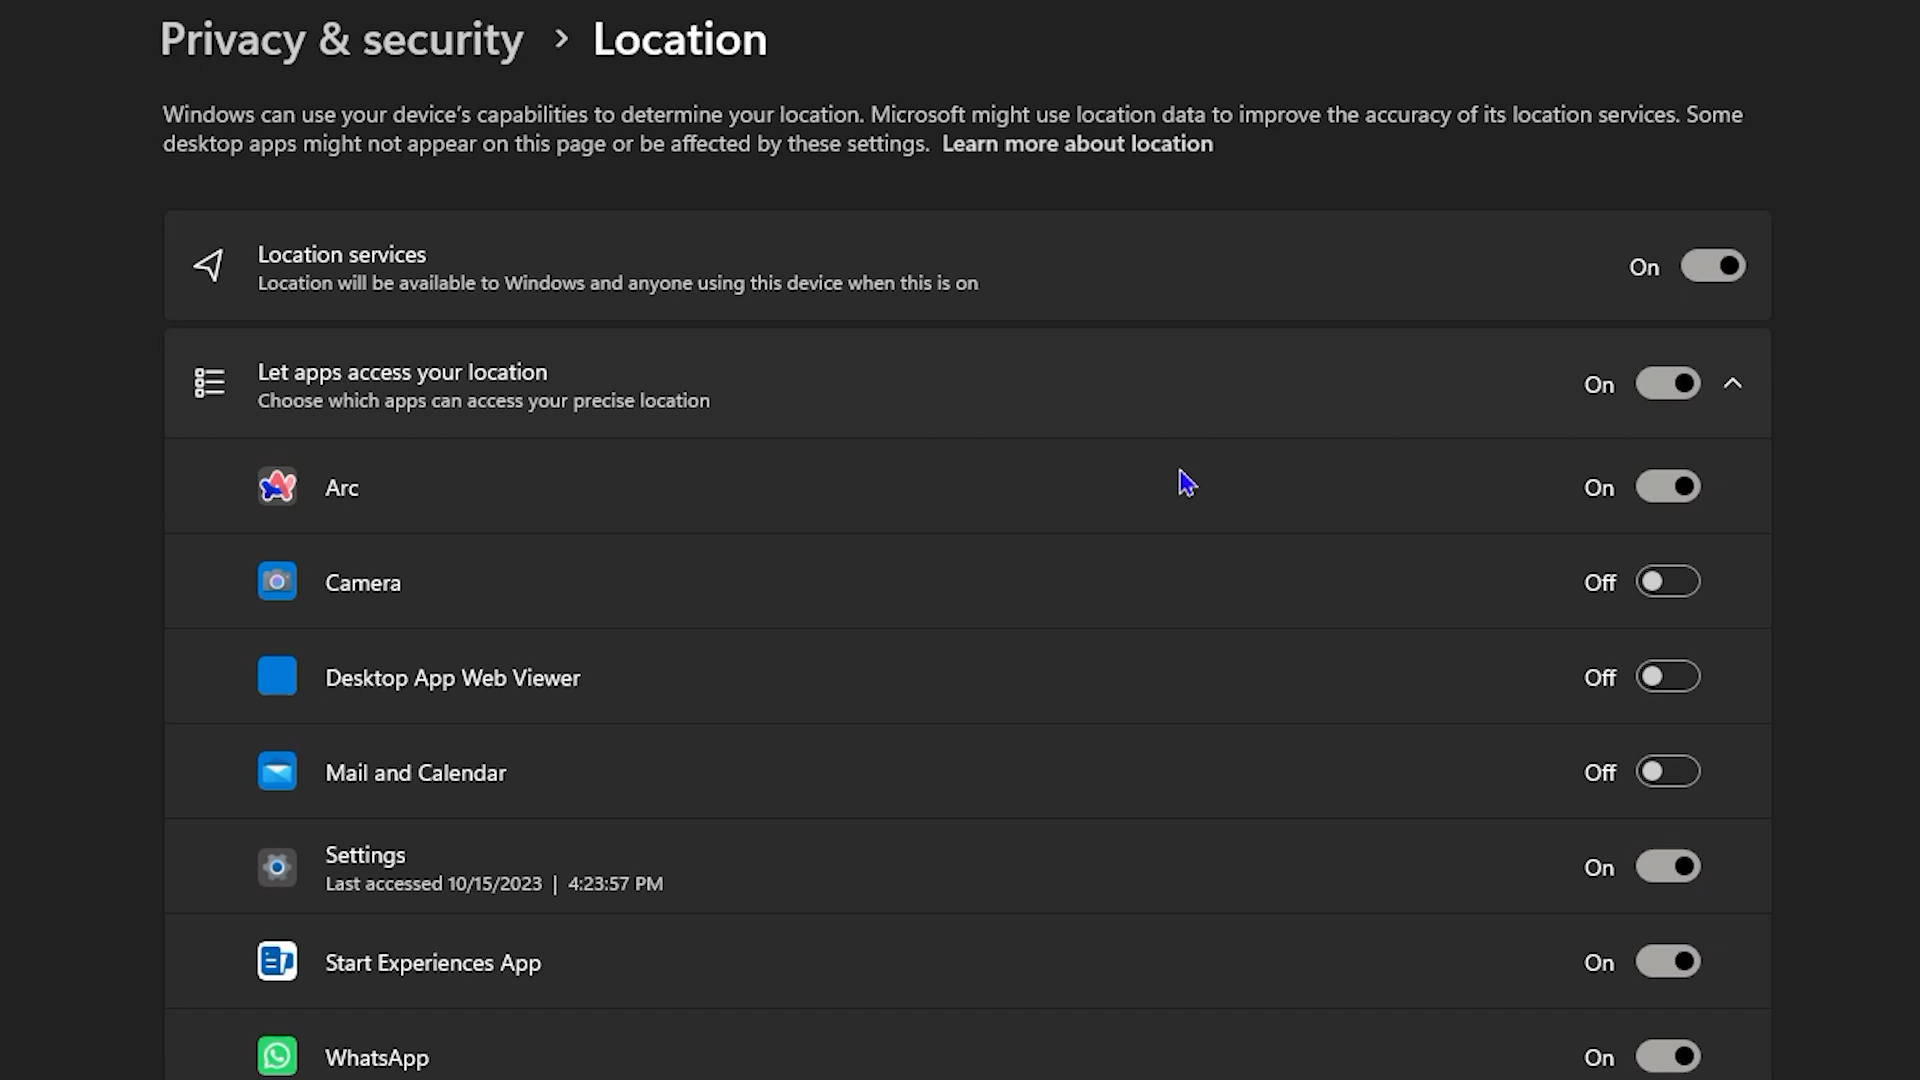 Privacy & security > Location
Windows can use your device's capabilities to determine your location. Microsoft might use location data to improve the accuracy of its location services. Some
desktop apps might not appear on this page or be affected by these settings. Learn more about location
Location services
Location will be available to Windows and anyone using this device when this is on
On
Let apps access your location
Choose which apps can access your precise location
On
Arc On
Camera Off
Desktop App Web Viewer Off
Mail and Calendar Off
Settings
Last accessed 10/15/2023 | 4:23:57 PM
On
Start Experiences App On
WhatsApp On